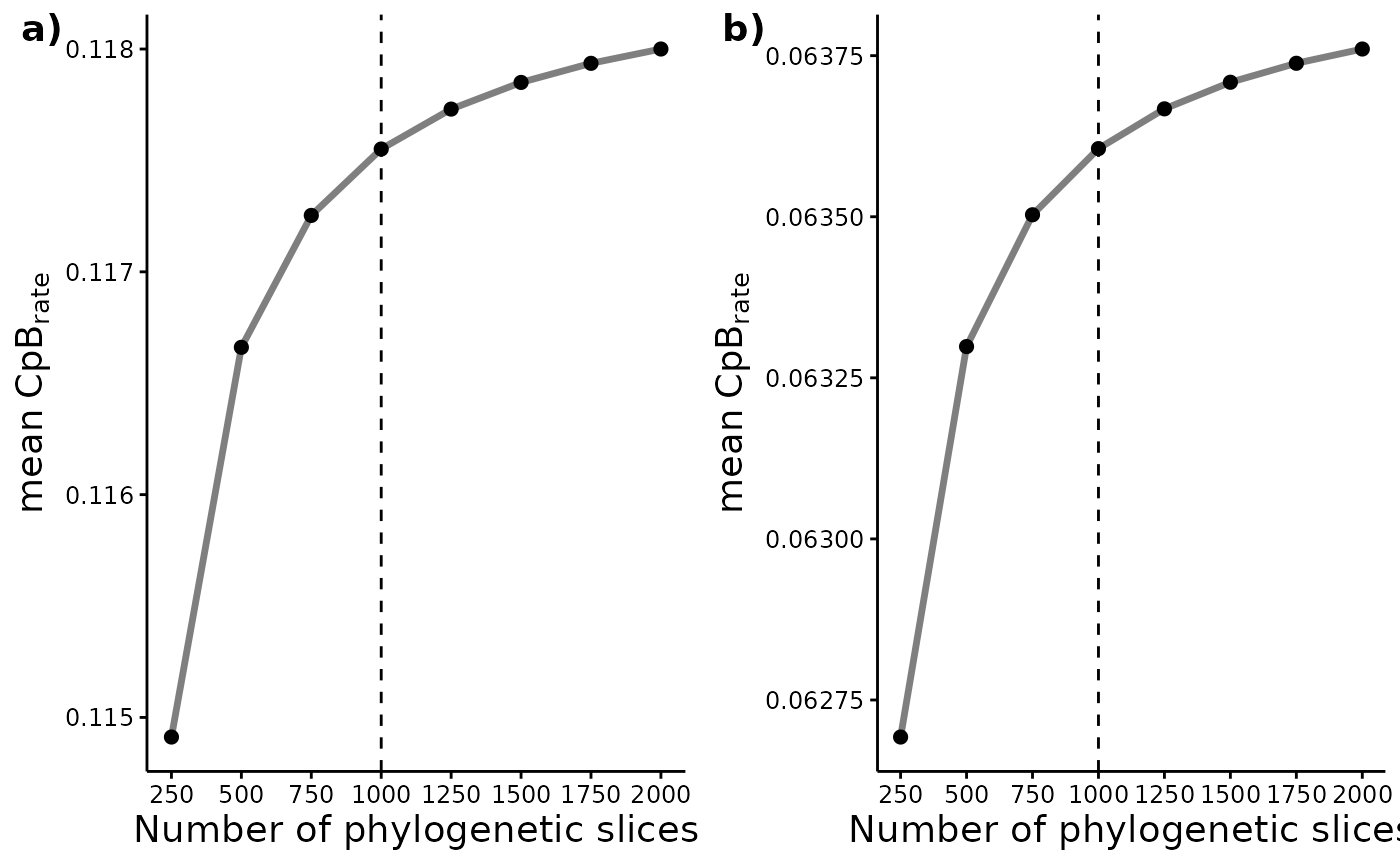 a)
0.118
0.117
0.116
0.115
mean CpBrate
250 500 750 1000 1250 1500 1750 2000
Number of phylogenetic slices
b)
0.06375
0.06350
0.06325
0.06300
0.06275
mean CpBrate
250 500 750 1000 1250 1500 1750 2000
Number of phylogenetic slices